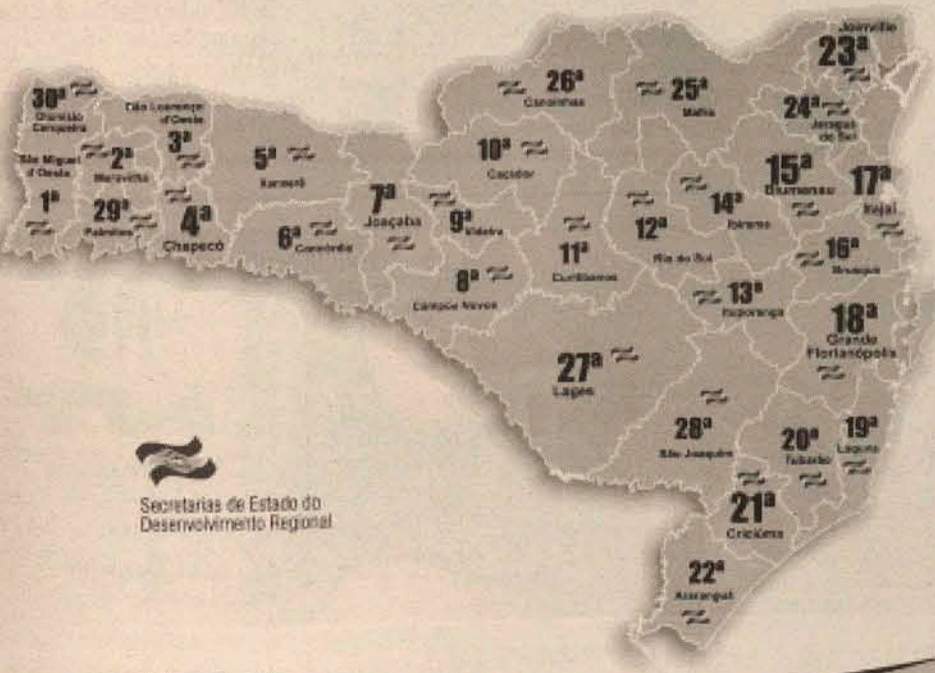 Joinville
23ª
26ª
Canoinhas
25ª
Mafra
30ª
Dionísio
Cerqueira
São Lourenço
d'Oeste
3ª
24ª
Jaraguá
do Sul
São Miguel
d'Oeste
2ª
Maravilha
5ª
Xanxerê
10ª
Caçador
15ª
Blumenau
17ª
Itajaí
1ª
29ª
Palmitos
4ª
Chapecó
7ª
Joaçaba
9ª
Videira
12ª
Rio do Sul
14ª
Ibirama
6ª
Concórdia
11ª
Curitibanos
16ª
Brusque
8ª
Campos Novos
13ª
Ituporanga
18ª
Grande
Florianópolis
27ª
Lages
28ª
São Joaquim
20ª
Tubarão
19ª
Laguna
21ª
Criciúma
22ª
Araranguá
Secretarias de Estado do
Desenvolvimento Regional